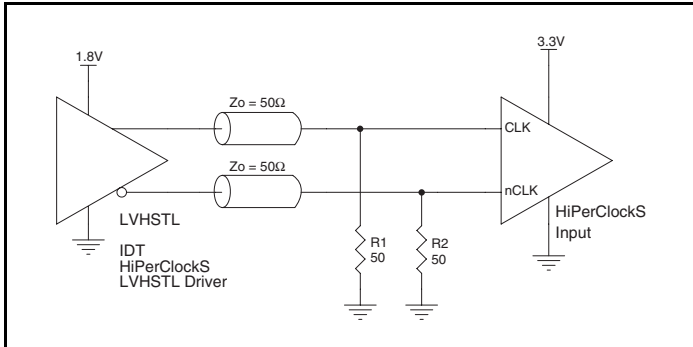 1.8V
3.3V
Zo = 50Ω
CLK
Zo = 50Ω
nCLK
LVHSTL
IDT
HiPerClockS
LVHSTL Driver
R1
50
R2
50
HiPerClockS
Input